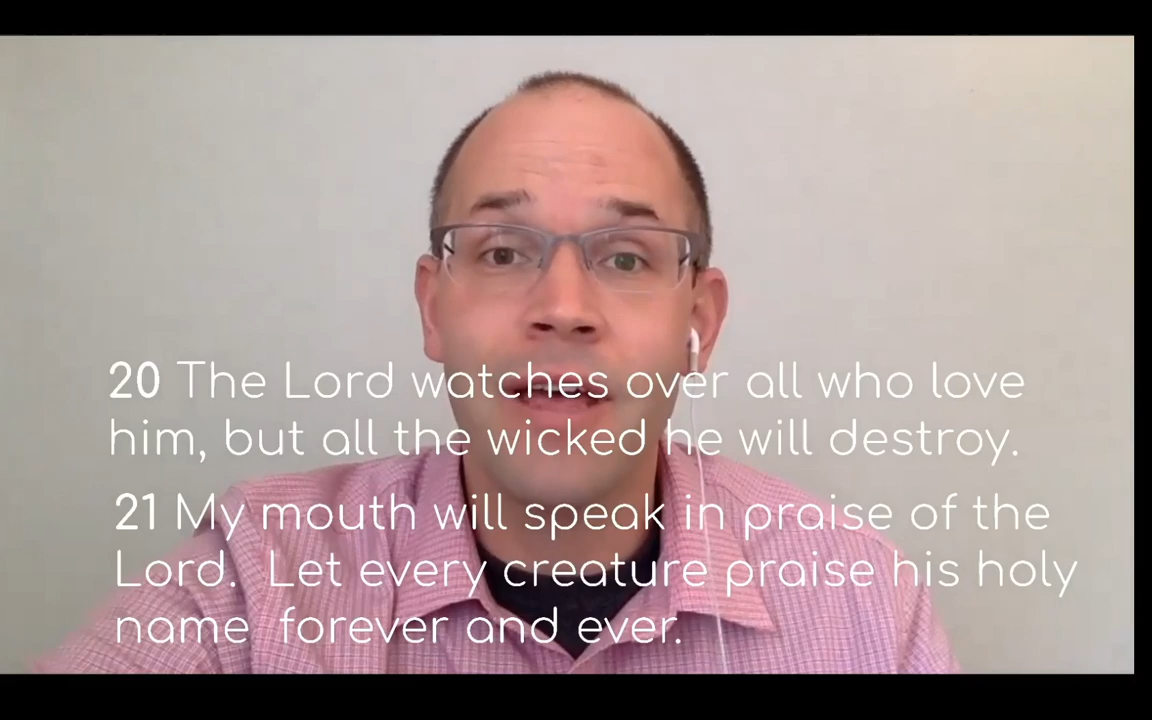 20 The Lord watches over all who love
him, but all the wicked he will destroy.
21 My mouth will speak in praise of the
Lord.  Let every creature praise his holy
name  forever and ever.